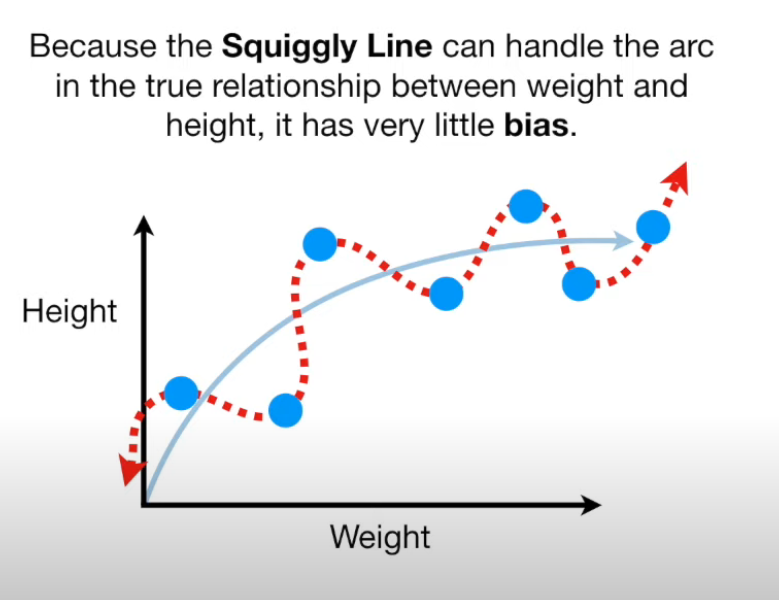 Because the Squiggly Line can handle the arc
in the true relationship between weight and
height, it has very little bias.
Height
Weight